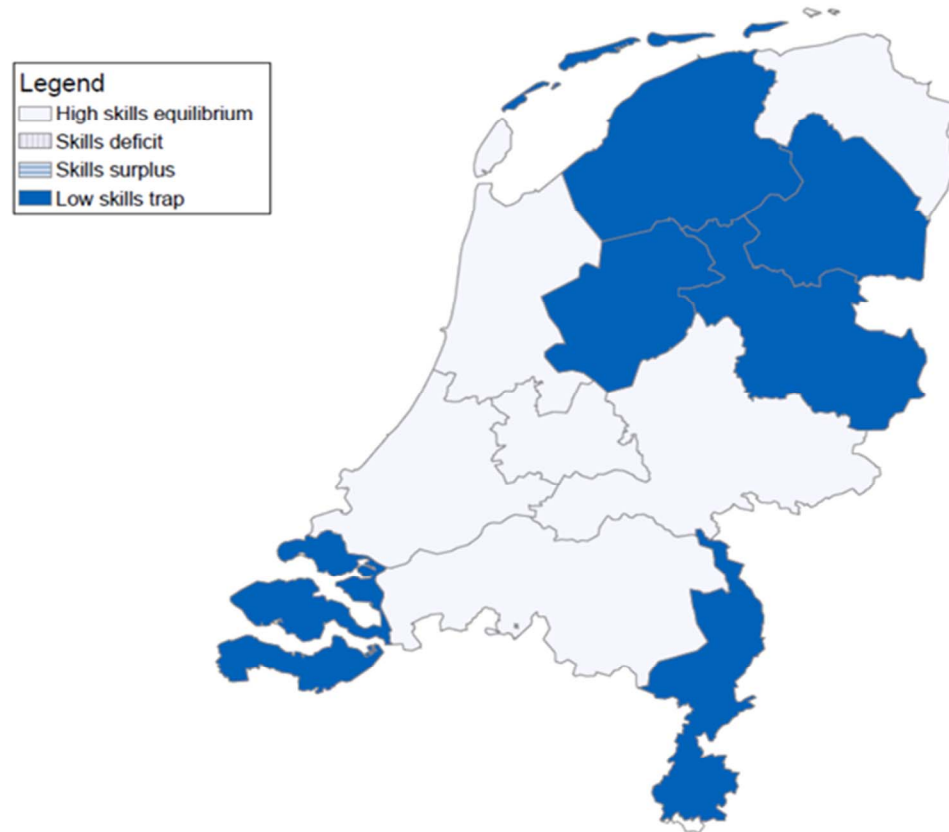 Legend
High skills equilibrium
Skills deficit
Skills surplus
Low skills trap